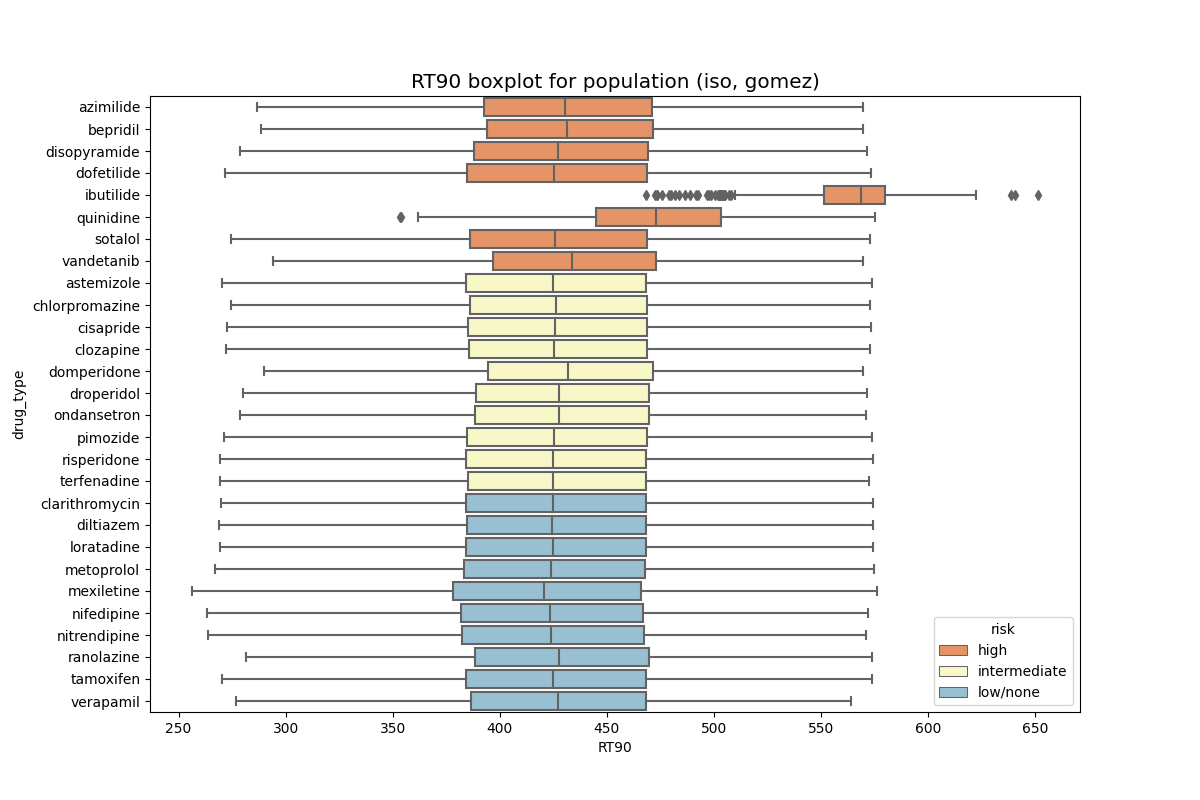 RT90 boxplot for population (iso, gomez)
azimilide
bepridil
disopyramide
dofetilide
ibutilide
quinidine
sotalol
vandetanib
astemizole
chlorpromazine
cisapride
clozapine
domperidone
droperidol
ondansetron
pimozide
risperidone
terfenadine
clarithromycin
diltiazem
loratadine
metoprolol
mexiletine
nifedipine
nitrendipine
ranolazine
tamoxifen
verapamil
drug_type
risk
high
intermediate
low/none
250 300 350 400 450 500 550 600 650
RT90